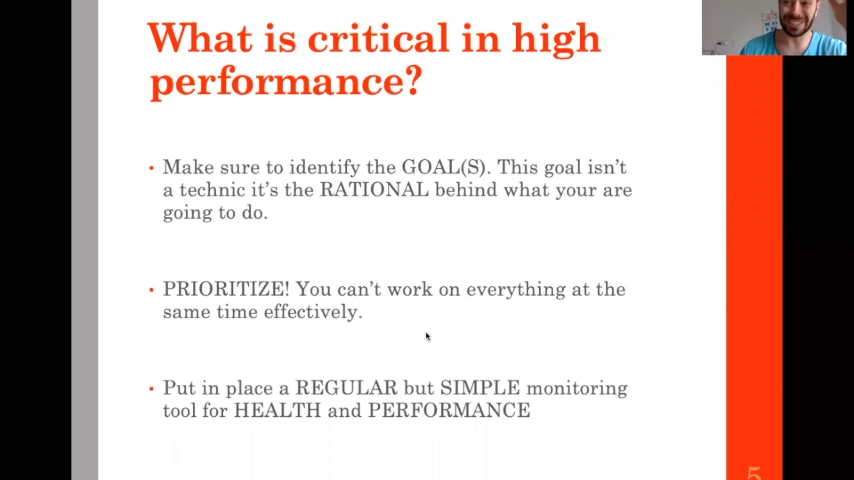 What is critical in high
performance?
• Make sure to identify the GOAL(S). This goal isn't
a technic it's the RATIONAL behind what your are
going to do.
• PRIORITIZE! You can't work on everything at the
same time effectively.
• Put in place a REGULAR but SIMPLE monitoring
tool for HEALTH and PERFORMANCE
5